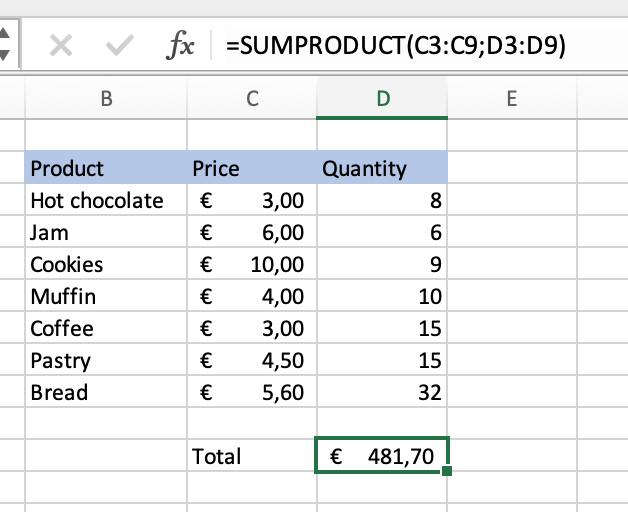 fx =SUMPRODUCT(C3:C9;D3:D9)
B C D E
Product Price Quantity
Hot chocolate € 3,00 8
Jam € 6,00 6
Cookies € 10,00 9
Muffin € 4,00 10
Coffee € 3,00 15
Pastry € 4,50 15
Bread € 5,60 32
Total € 481,70